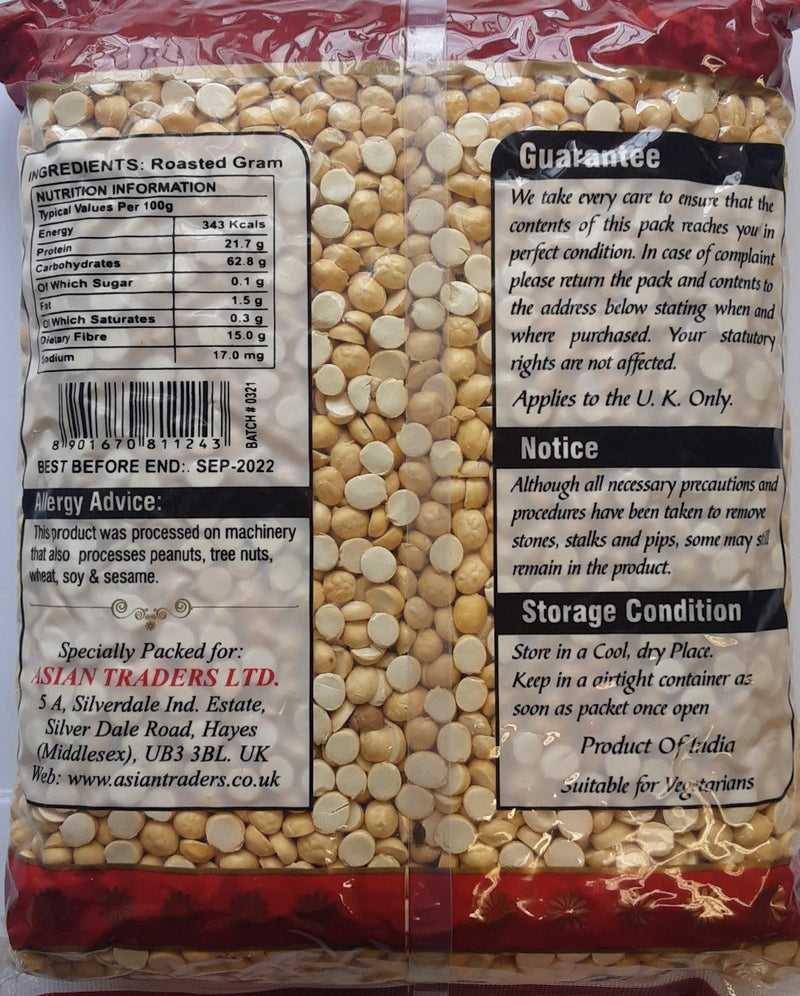 INGREDIENTS: Roasted Gram
NUTRITION INFORMATION
Typical Values Per 100g
Energy 343 Kcals
Protein 21.7 g
Carbohydrates 62.8 g
Of Which Sugar 0.1 g
Fat 1.5 g
Of Which Saturates 0.3 g
Dietary Fibre 15.0 g
Sodium 17.0 mg
8 901670 811243
BATCH # 0321
BEST BEFORE END:. SEP-2022
Allergy Advice:
This product was processed on machinery
that also processes peanuts, tree nuts,
wheat, soy & sesame.
Specially Packed for:
ASIAN TRADERS LTD.
5 A, Silverdale Ind. Estate,
Silver Dale Road, Hayes
(Middlesex), UB3 3BL. UK
Web: www.asiantraders.co.uk
Guarantee
We take every care to ensure that the
contents of this pack reaches you in
perfect condition. In case of complaint
please return the pack and contents to
the address below stating when and
where purchased. Your statutory
rights are not affected.
Applies to the U. K. Only.
Notice
Although all necessary precautions and
procedures have been taken to remove
stones, stalks and pips, some may still
remain in the product.
Storage Condition
Store in a Cool, dry Place.
Keep in a airtight container as
soon as packet once open
Product Of India
Suitable for Vegetarians